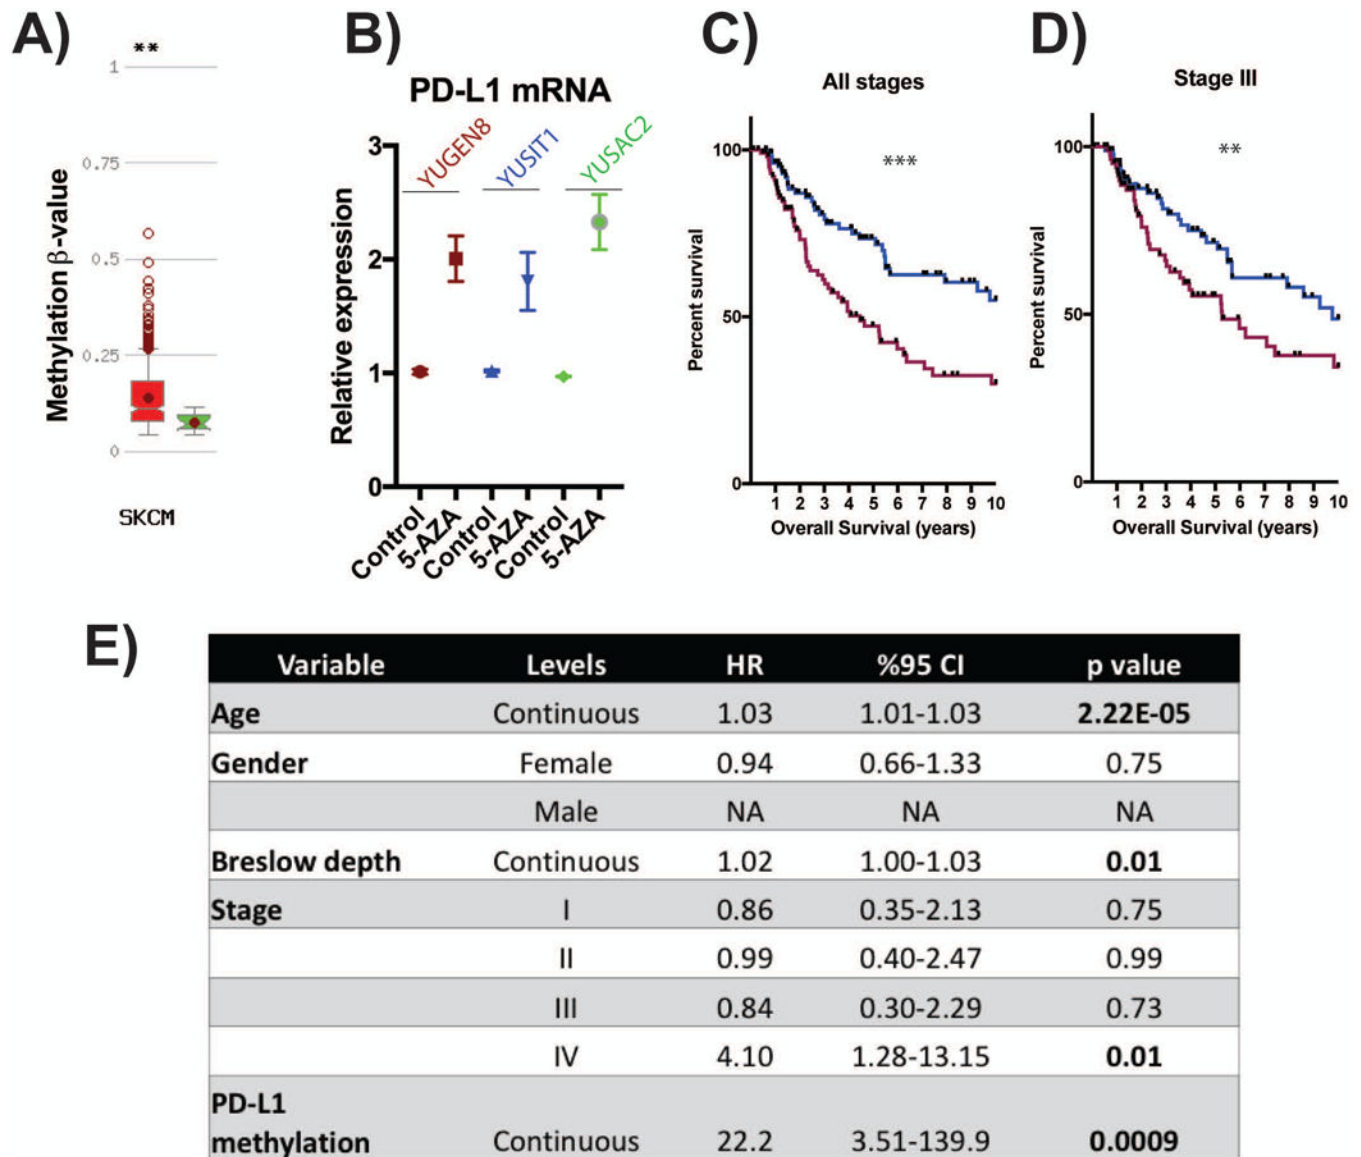 A)
**
1
0.75
0.5
0.25
0
Methylation β-value
SKCM
B)
PD-L1 mRNA
YUGEN8
YUSIT1
YUSAC2
3
2
1
0
Relative expression
Control
5-AZA
Control
5-AZA
Control
5-AZA
C)
All stages
***
100
50
0
Percent survival
1 2 3 4 5 6 7 8 9 10
Overall Survival (years)
D)
Stage III
**
100
50
0
Percent survival
1 2 3 4 5 6 7 8 9 10
Overall Survival (years)
E)
Variable Levels HR %95 CI p value
Age Continuous 1.03 1.01-1.03 2.22E-05
Gender Female 0.94 0.66-1.33 0.75
Male NA NA NA
Breslow depth Continuous 1.02 1.00-1.03 0.01
Stage I 0.86 0.35-2.13 0.75
II 0.99 0.40-2.47 0.99
III 0.84 0.30-2.29 0.73
IV 4.10 1.28-13.15 0.01
PD-L1
methylation Continuous 22.2 3.51-139.9 0.0009